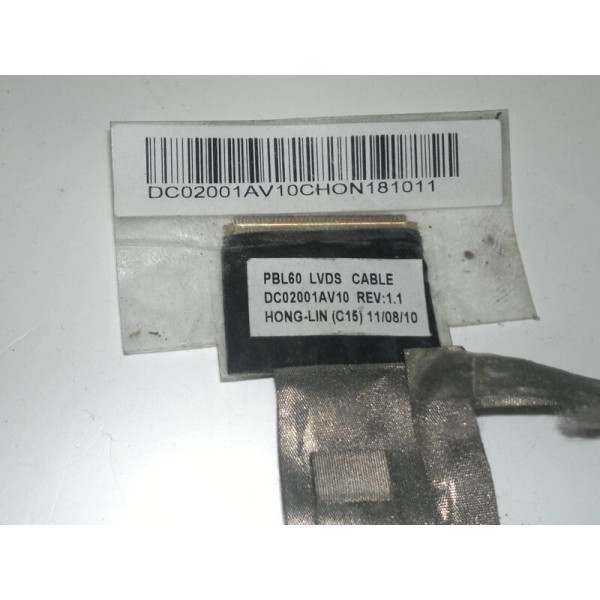 DC02001AV10CHON181011
PBL60 LVDS CABLE
DC02001AV10 REV:1.1
HONG-LIN (C15) 11/08/10